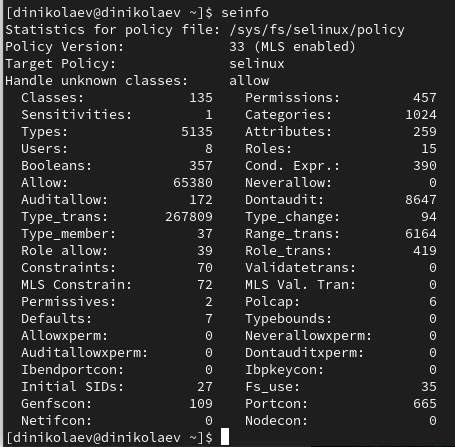 [dinikolaev@dinikolaev ~]$ seinfo
Statistics for policy file: /sys/fs/selinux/policy
Policy Version:             33 (MLS enabled)
Target Policy:              selinux
Handle unknown classes:     allow
  Classes:             135    Permissions:         457
  Sensitivities:         1    Categories:         1024
  Types:              5135    Attributes:          259
  Users:                 8    Roles:                15
  Booleans:            357    Cond. Expr.:         390
  Allow:             65380    Neverallow:            0
  Auditallow:          172    Dontaudit:          8647
  Type_trans:       267809    Type_change:          94
  Type_member:          37    Range_trans:        6164
  Role allow:           39    Role_trans:          419
  Constraints:          70    Validatetrans:         0
  MLS Constrain:        72    MLS Val. Tran:         0
  Permissives:           2    Polcap:                6
  Defaults:              7    Typebounds:            0
  Allowxperm:            0    Neverallowxperm:       0
  Auditallowxperm:       0    Dontauditxperm:        0
  Ibendportcon:          0    Ibpkeycon:             0
  Initial SIDs:         27    Fs_use:               35
  Genfscon:            109    Portcon:             665
  Netifcon:              0    Nodecon:               0
[dinikolaev@dinikolaev ~]$